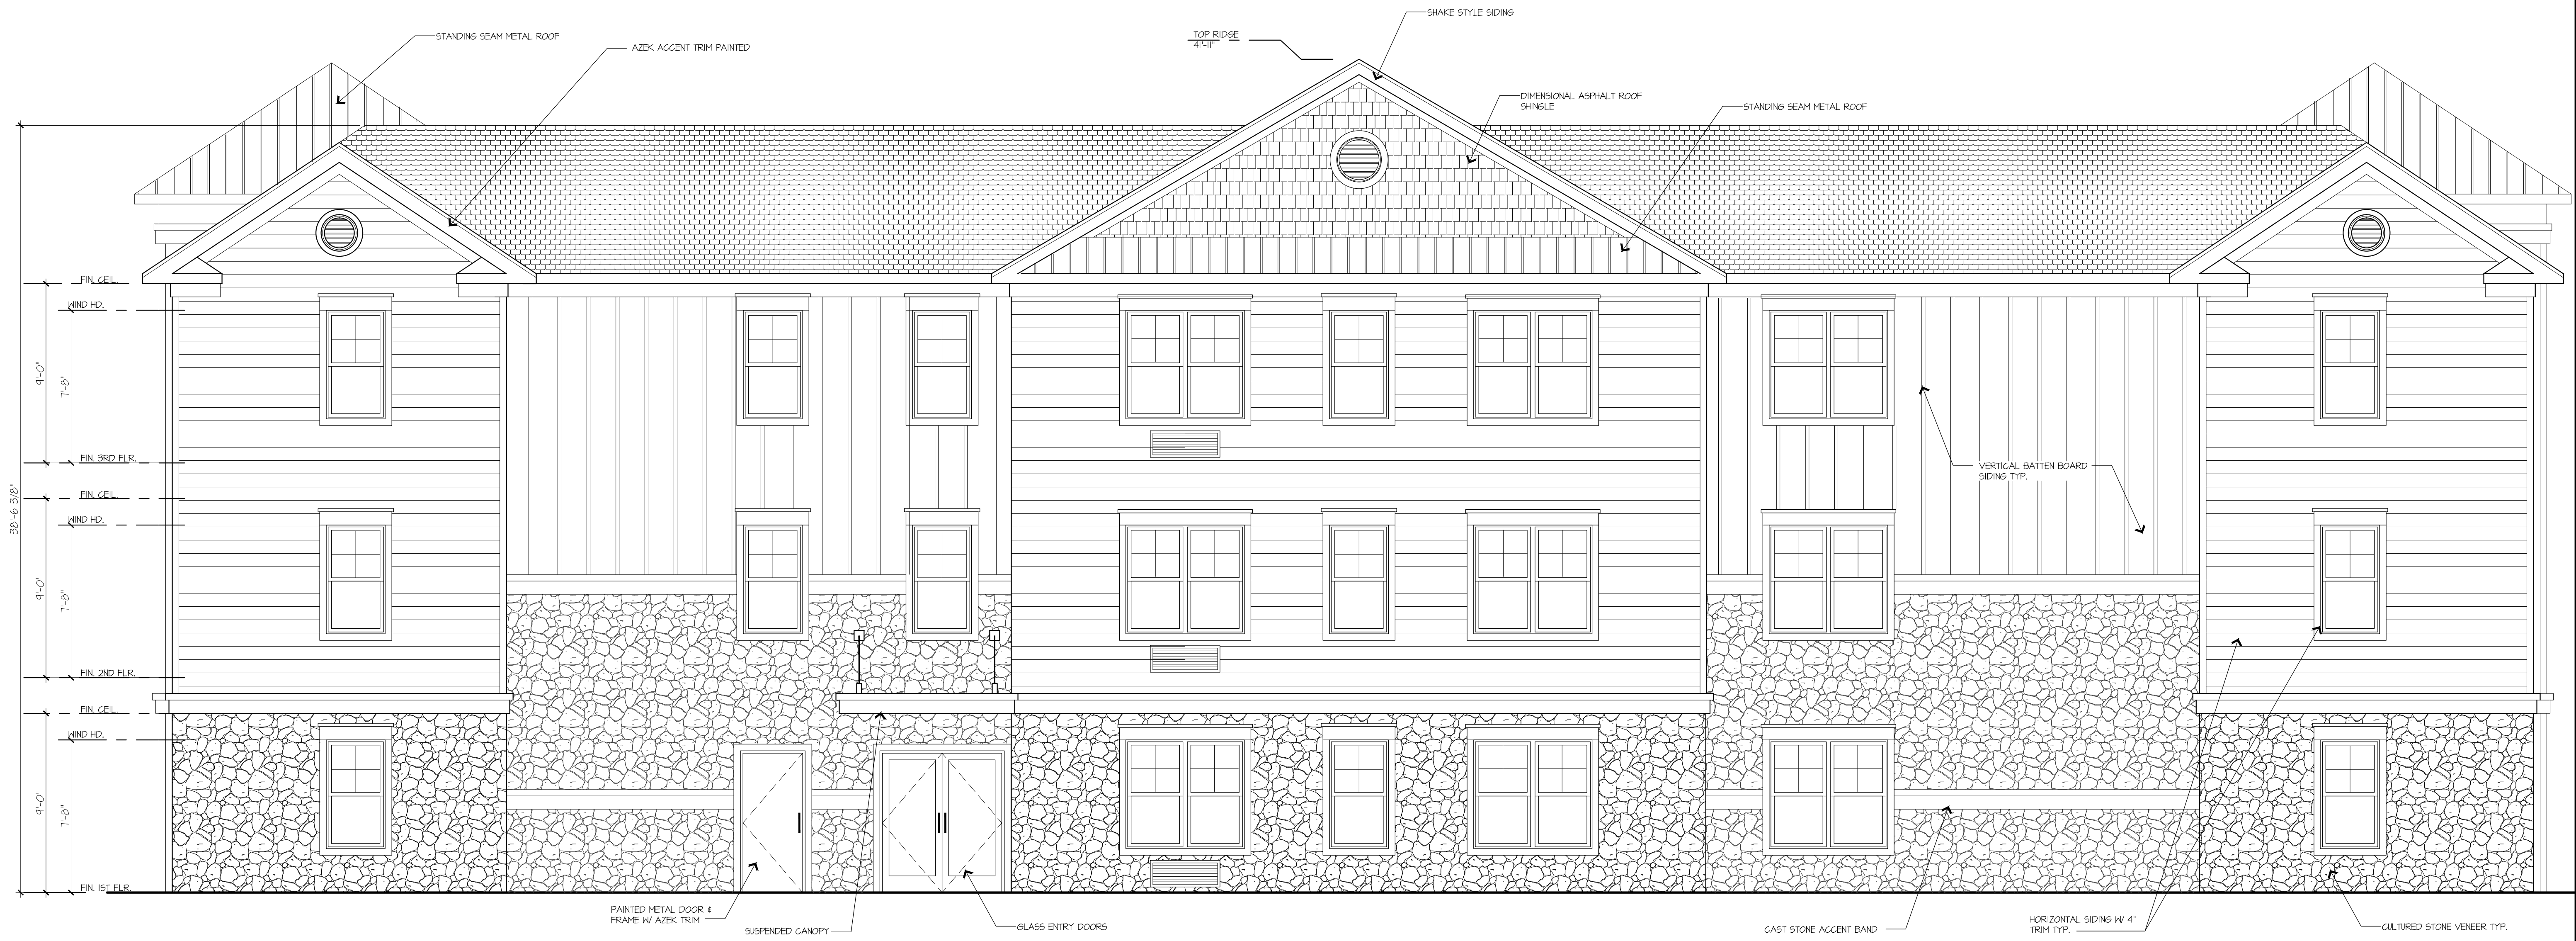 SHAKE STYLE SIDING
STANDING SEAM METAL ROOF
TOP RIDGE
41'-11"
AZEK ACCENT TRIM PAINTED
DIMENSIONAL ASPHALT ROOF
SHINGLE
STANDING SEAM METAL ROOF
FIN. CEIL.
WIND HD.
9'-0"
7'-8"
FIN. 3RD FLR.
VERTICAL BATTEN BOARD
SIDING TYP.
38'-6 3/8"
FIN. CEIL.
WIND HD.
9'-0"
7'-8"
FIN. 2ND FLR.
FIN. CEIL.
WIND HD.
9'-0"
7'-8"
FIN. 1ST FLR.
PAINTED METAL DOOR &
FRAME W/ AZEK TRIM
SUSPENDED CANOPY
GLASS ENTRY DOORS
CAST STONE ACCENT BAND
HORIZONTAL SIDING W/ 4"
TRIM TYP.
CULTURED STONE VENEER TYP.